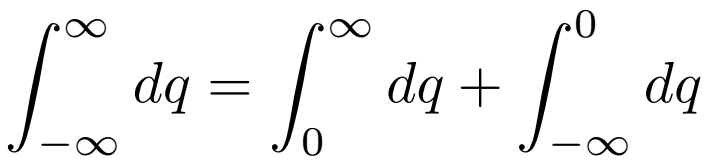 ∫_{-∞}^{∞} dq = ∫_{0}^{∞} dq + ∫_{-∞}^{0} dq